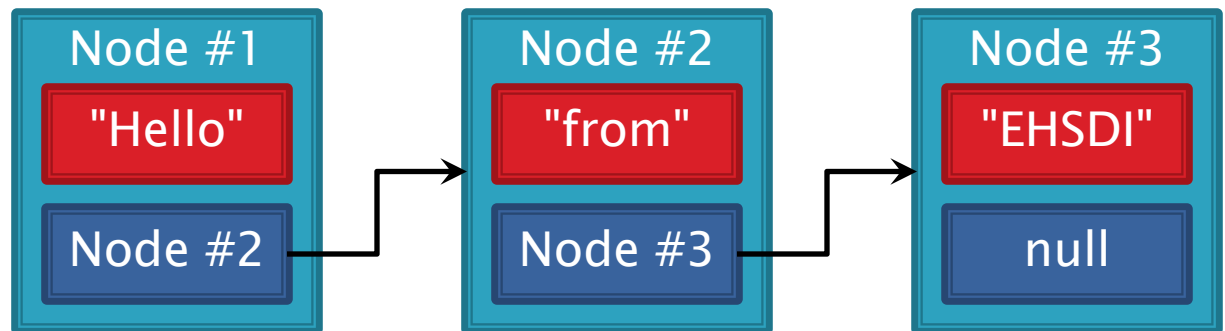 Node #1
"Hello"
Node #2
Node #2
"from"
Node #3
Node #3
"EHSDI"
null